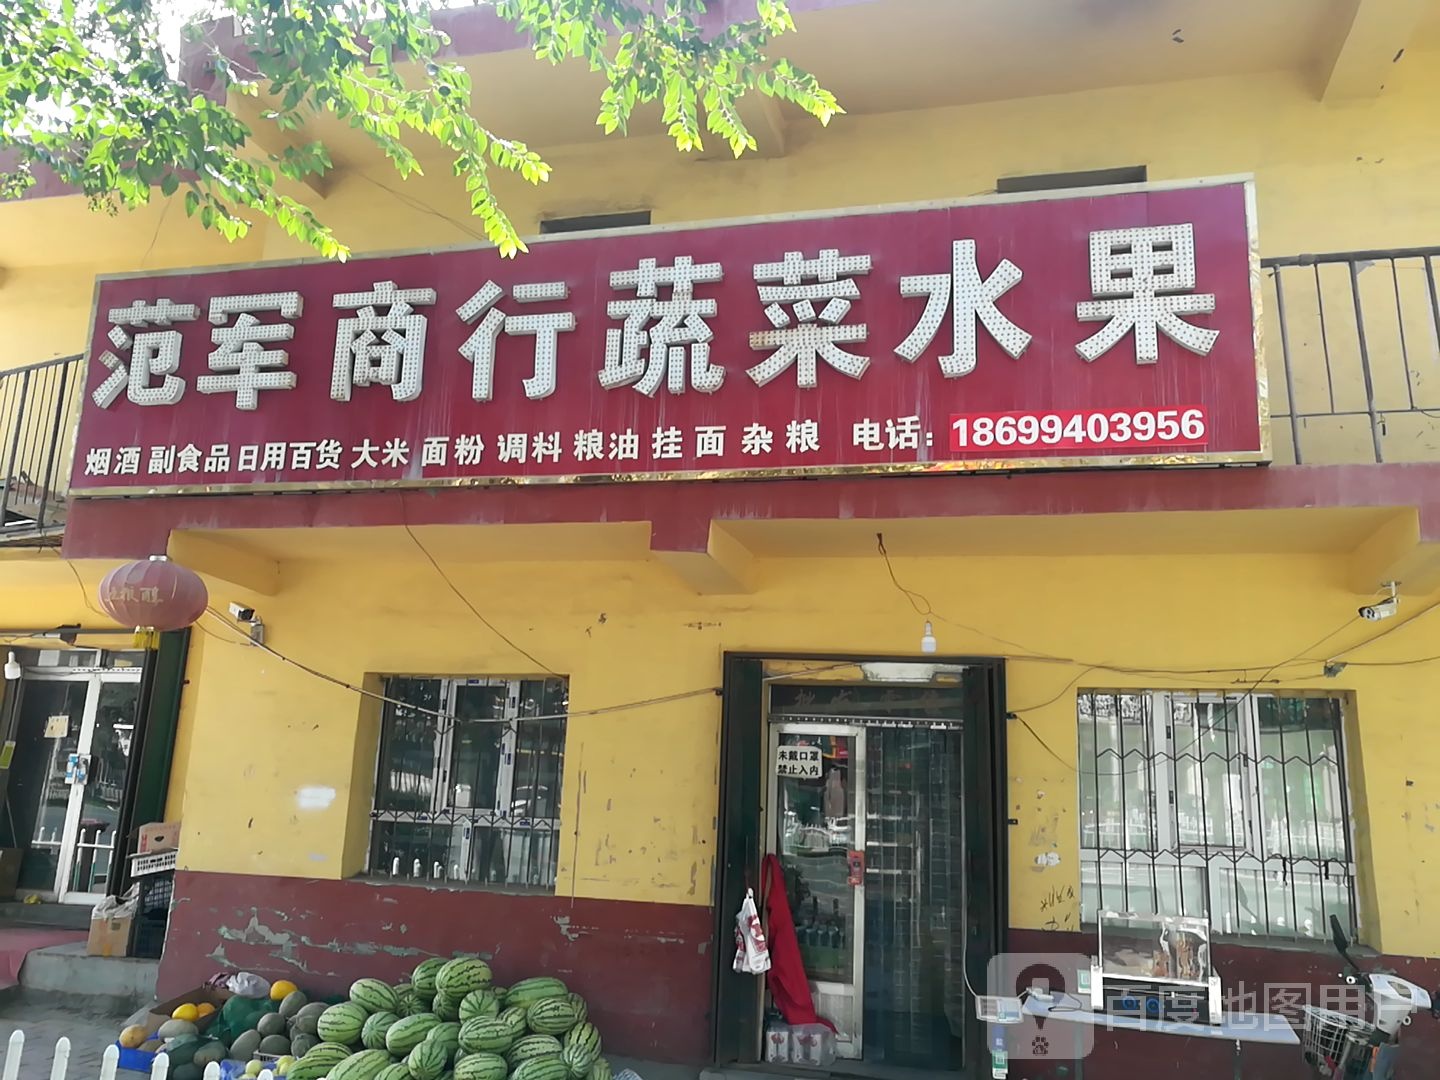 范军商行蔬菜水果
烟酒 副食品 日用百货 大米 面粉 调料 粮油 挂面 杂粮 电话：18699403956
未戴口罩
禁止入内
百度地图用户